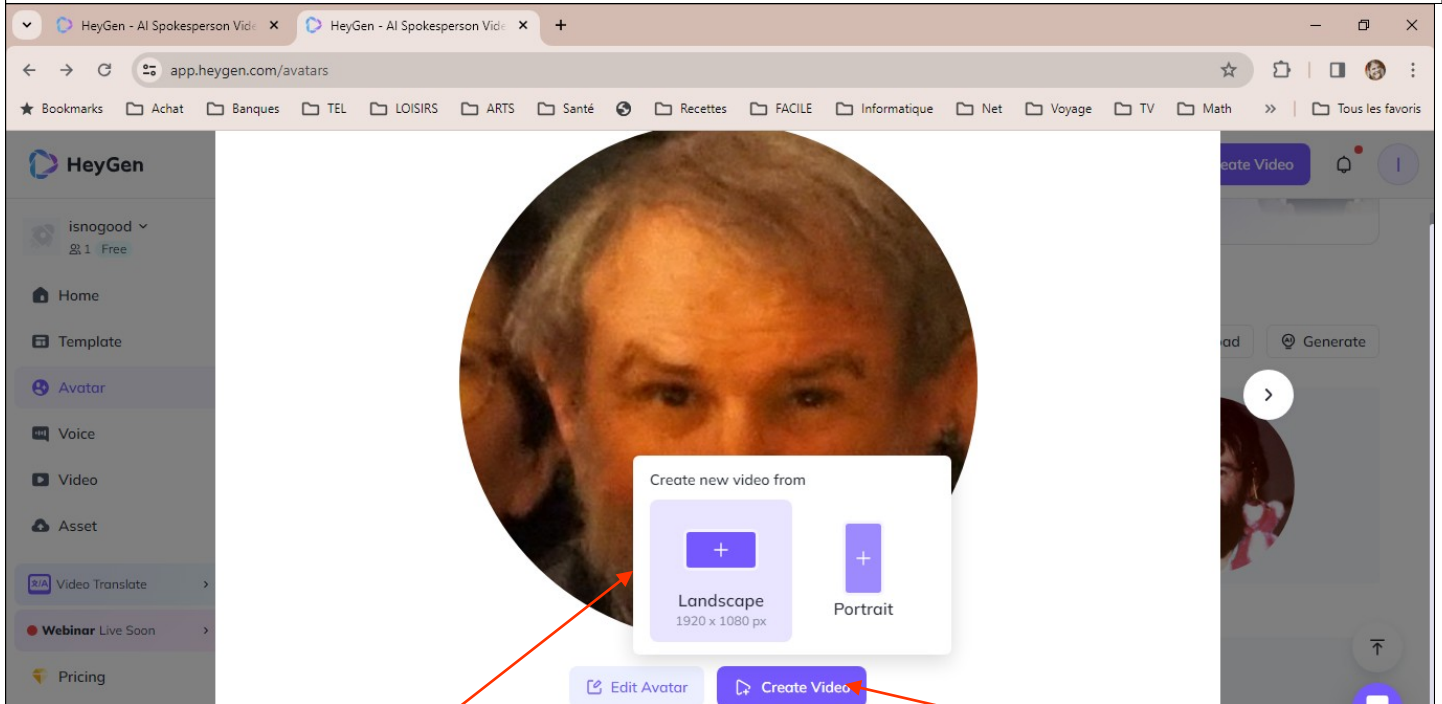 HeyGen - AI Spokesperson Vide
HeyGen - AI Spokesperson Vide
app.heygen.com/avatars
Bookmarks Achat Banques TEL LOISIRS ARTS Santé Recettes FACILE Informatique Net Voyage TV Math » Tous les favoris
HeyGen
eate Video
I
isnogood
1 Free
Home
Template
ad
Generate
Avatar
Voice
Create new video from
Video
Asset
Video Translate
Landscape
Portrait
1920 x 1080 px
Webinar Live Soon
Pricing
Edit Avatar
Create Video